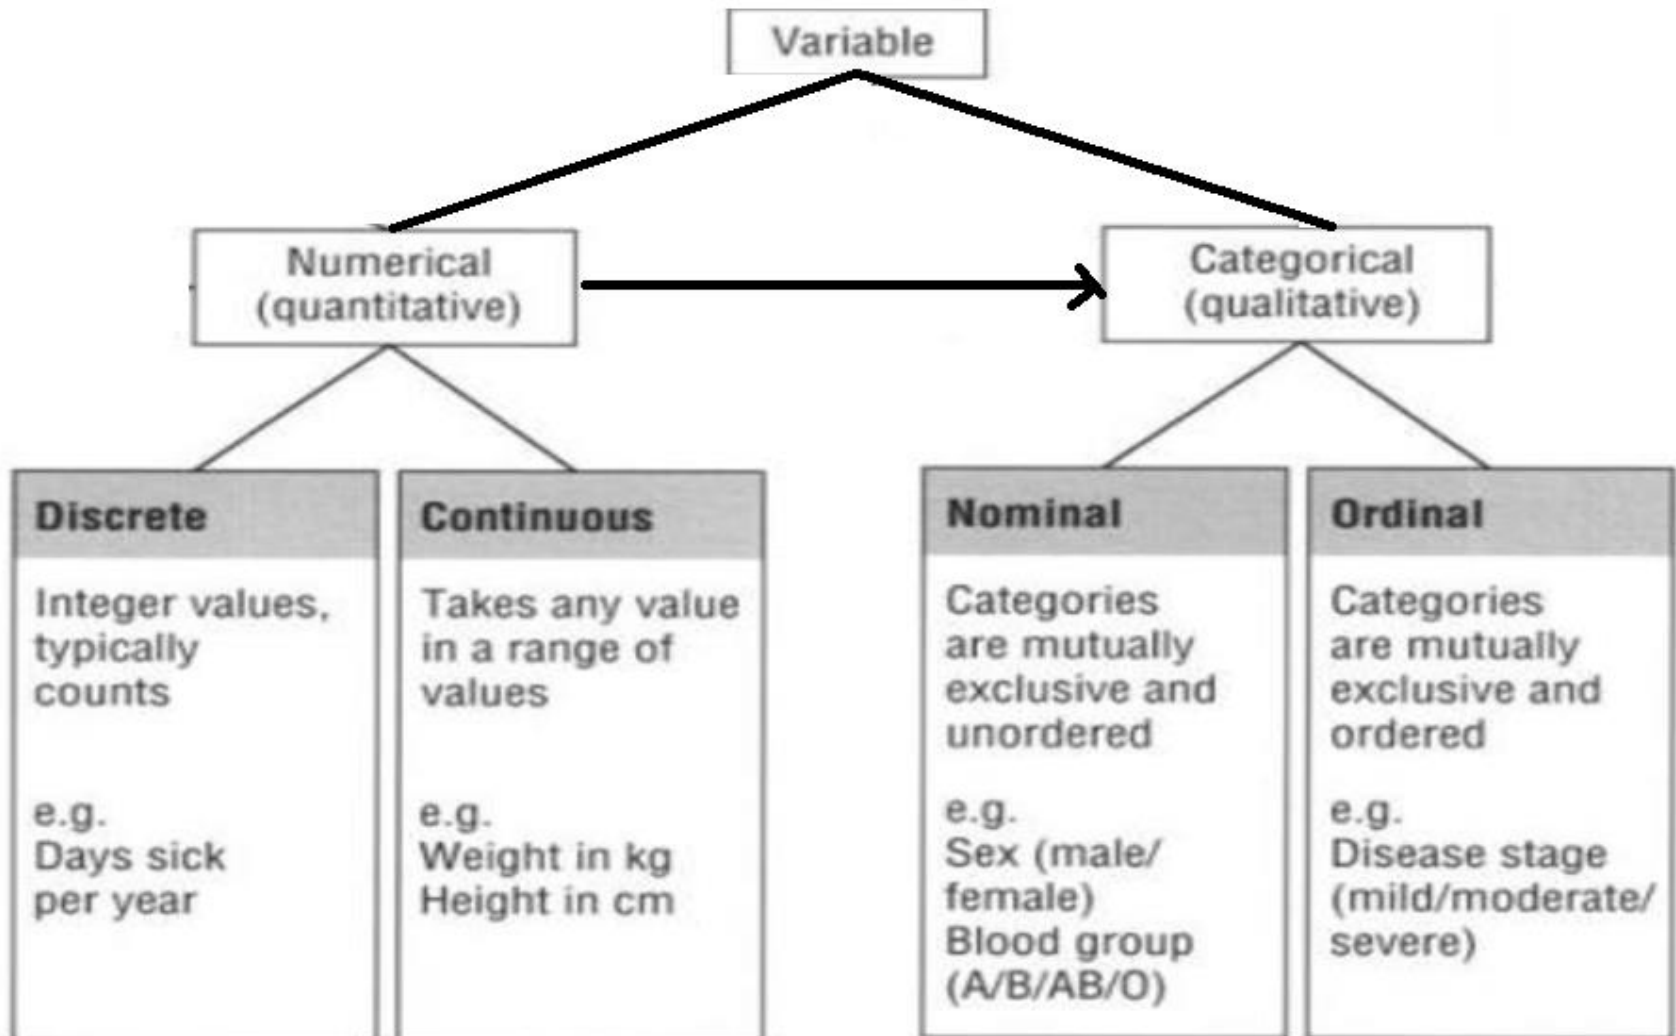 Variable
Numerical
(quantitative)
Categorical
(qualitative)
Discrete
Integer values,
typically
counts
e.g.
Days sick
per year
Continuous
Takes any value
in a range of
values
e.g.
Weight in kg
Height in cm
Nominal
Categories
are mutually
exclusive and
unordered
e.g.
Sex (male/
female)
Blood group
(A/B/AB/O)
Ordinal
Categories
are mutually
exclusive and
ordered
e.g.
Disease stage
(mild/moderate/
severe)